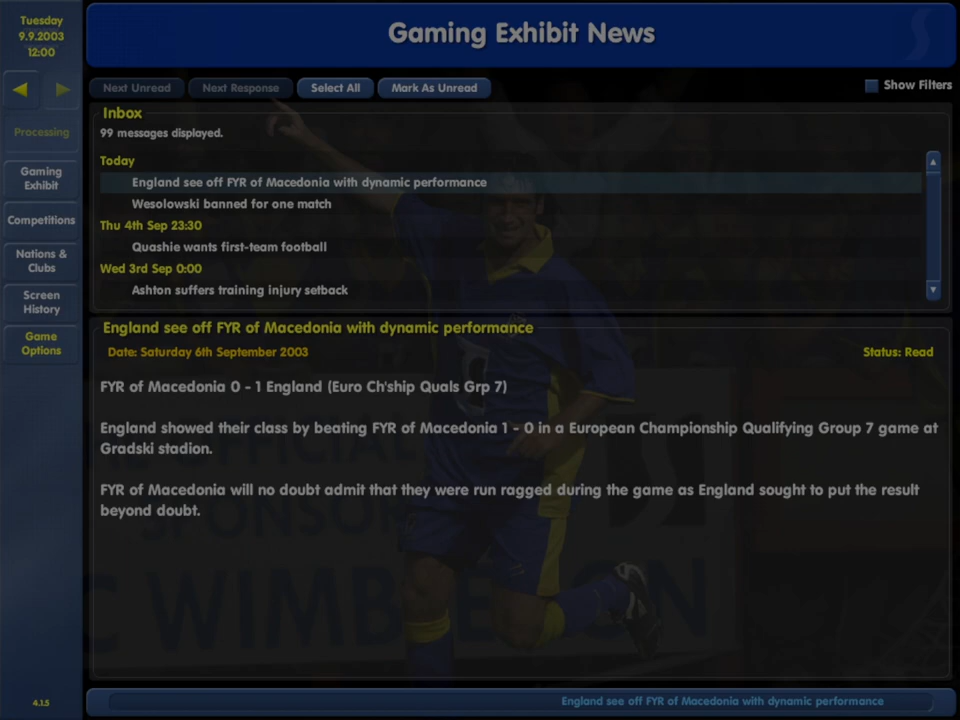 Tuesday
9.9.2003
12:00
Gaming Exhibit News
Next Unread
Next Response
Select All
Mark As Unread
Show Filters
Processing
Gaming
Exhibit
Competitions
Nations &
Clubs
Screen
History
Game
Options
Inbox
99 messages displayed.
Today
England see off FYR of Macedonia with dynamic performance
Wesolowski banned for one match
Thu 4th Sep 23:30
Quashie wants first-team football
Wed 3rd Sep 0:00
Ashton suffers training injury setback
England see off FYR of Macedonia with dynamic performance
Date: Saturday 6th September 2003
Status: Read
FYR of Macedonia 0 - 1 England (Euro Ch'ship Quals Grp 7)
England showed their class by beating FYR of Macedonia 1 - 0 in a European Championship Qualifying Group 7 game at
Gradski stadion.
FYR of Macedonia will no doubt admit that they were run ragged during the game as England sought to put the result
beyond doubt.
OFFICIAL
SPONSOR
C WIMBLEDON
4.1.5
England see off FYR of Macedonia with dynamic performance